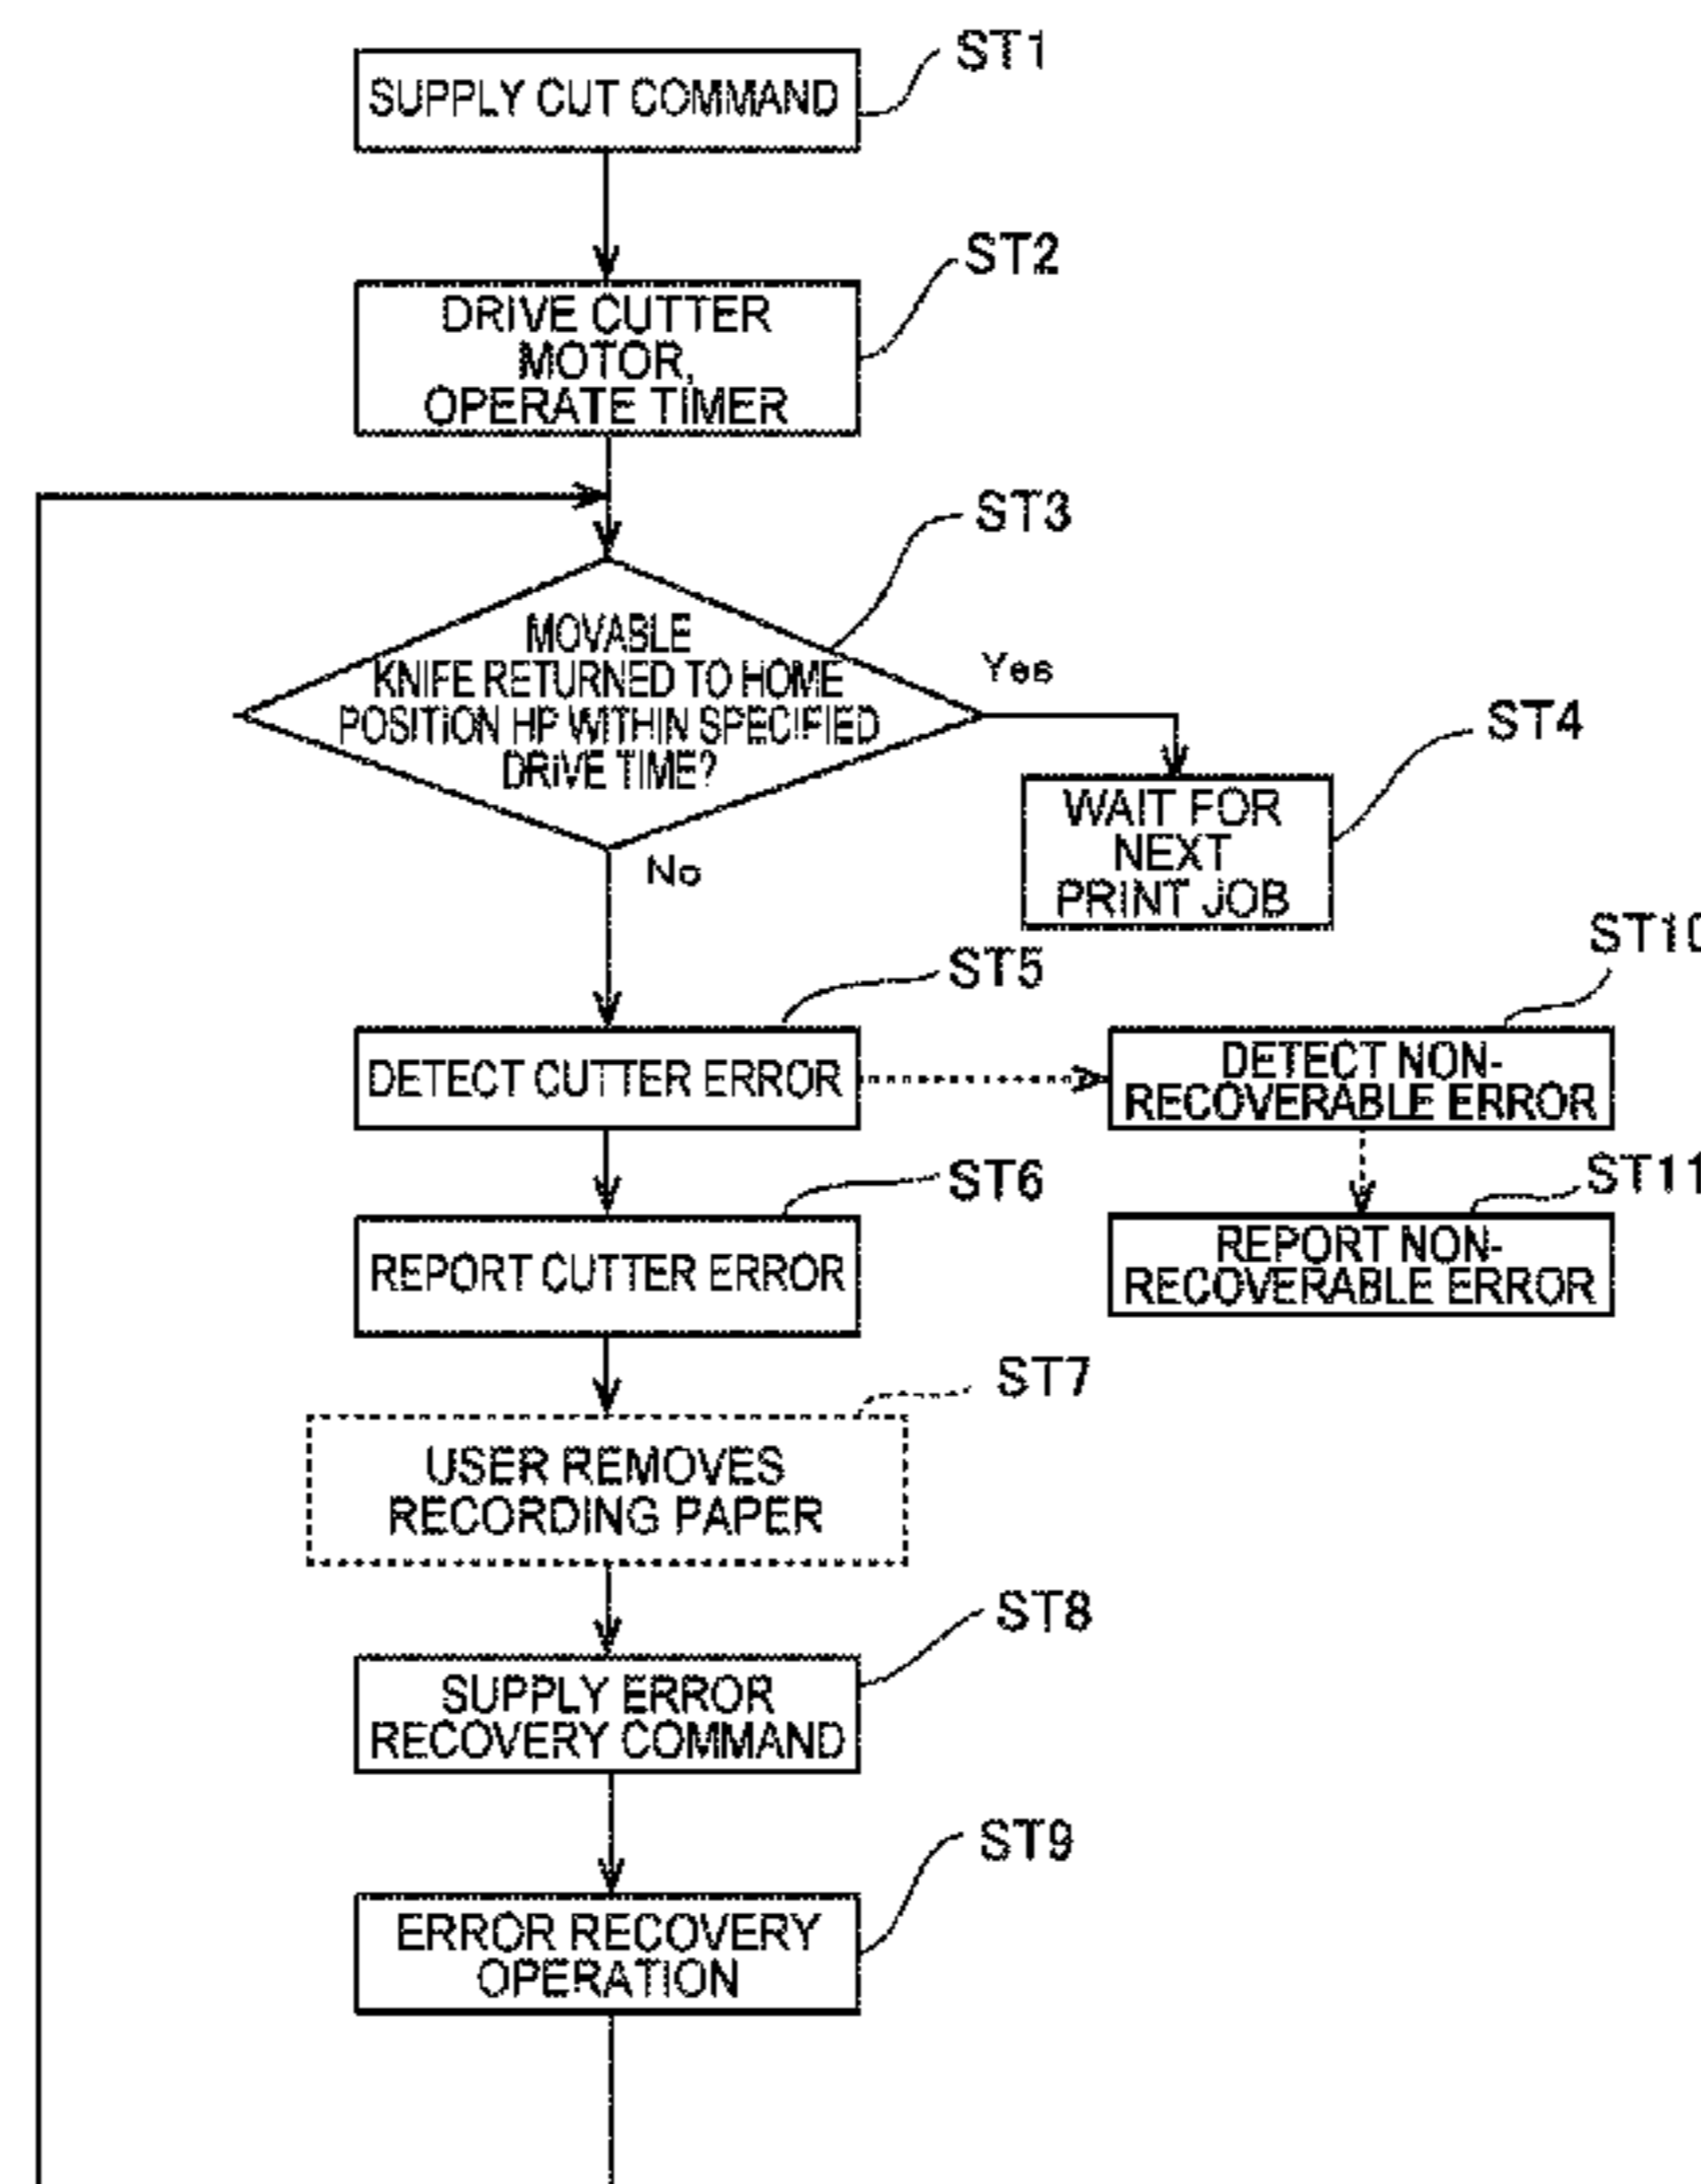 ST1
SUPPLY CUT COMMAND
ST2
DRIVE CUTTER
MOTOR,
OPERATE TIMER
ST3
MOVABLE
KNIFE RETURNED TO HOME
POSITION HP WITHIN SPECIFIED
DRIVE TIME?
Yes
ST4
WAIT FOR
NEXT
PRINT JOB
No
ST5
DETECT CUTTER ERROR
ST10
DETECT NON-
RECOVERABLE ERROR
ST6
REPORT CUTTER ERROR
ST11
REPORT NON-
RECOVERABLE ERROR
ST7
USER REMOVES
RECORDING PAPER
ST8
SUPPLY ERROR
RECOVERY COMMAND
ST9
ERROR RECOVERY
OPERATION